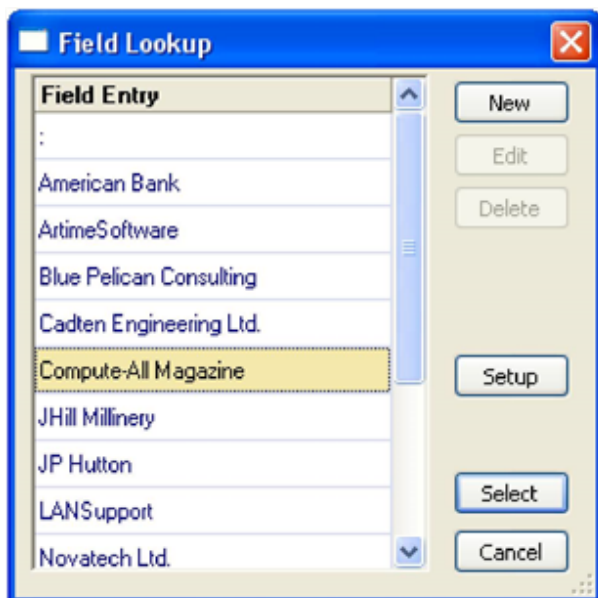 Field Lookup
Field Entry
:
American Bank
ArtimeSoftware
Blue Pelican Consulting
Cadten Engineering Ltd.
Compute-All Magazine
JHill Millinery
JP Hutton
LANSupport
Novatech Ltd.
New
Edit
Delete
Setup
Select
Cancel